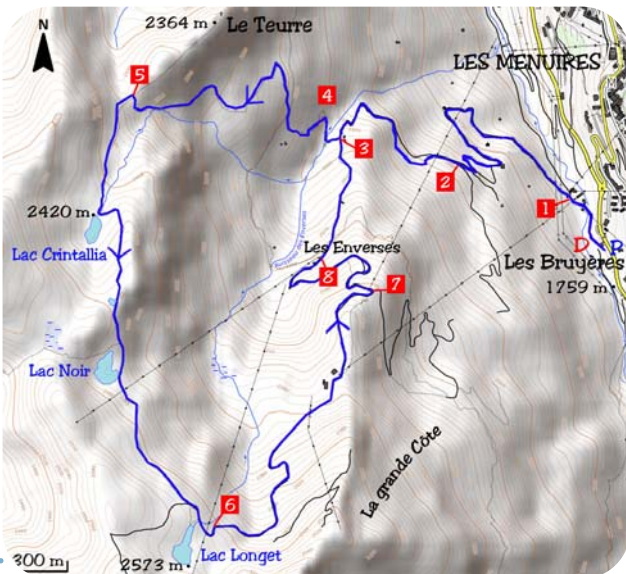 N
2364 m
Le Teurre
LES MENUIRES
5
4
3
2
1
2420 m
Lac Crintallia
Les Enverses
8
7
D
P
Les Bruyères
1759 m
Lac Noir
La grande Côte
6
Lac Longet
2573 m
300 m